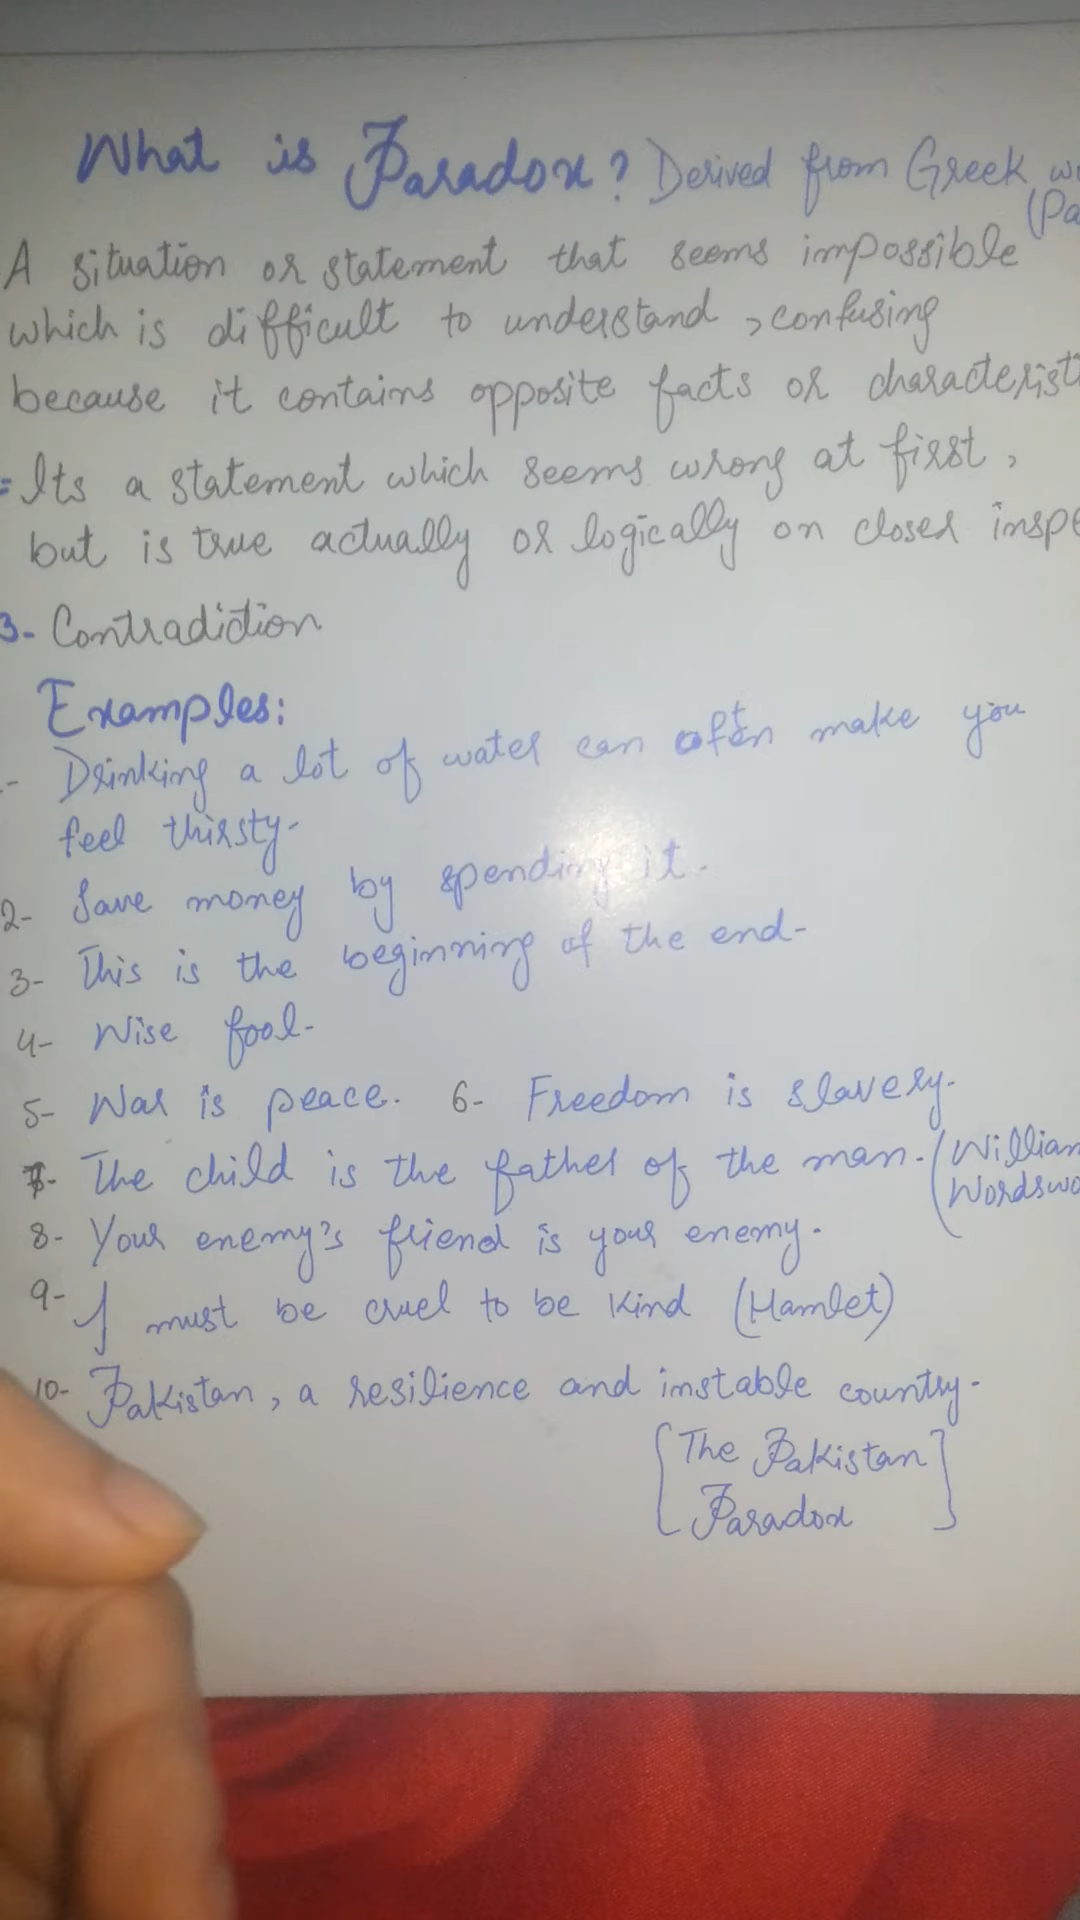 What is Paradox? Derived from Greek
A situation or statement that seems impossible
which is difficult to understand, confusing
because it contains opposite facts or
= Its a statement which seems wrong at first,
but is true actually or logically on closer
3- Contradiction
Examples:
- Drinking a lot of water can often make you
feel thirsty-
2- Save money by spending it.
3- This is the beginning of the end-
4- Wise fool-
5- War is peace. 6- Freedom is slavery-
7- The child is the father of the man. (
8- Your enemy's friend is your enemy.
9- I must be cruel to be kind (Hamlet)
10- Pakistan, a resilience and instable country-
[The Pakistan
Paradox]